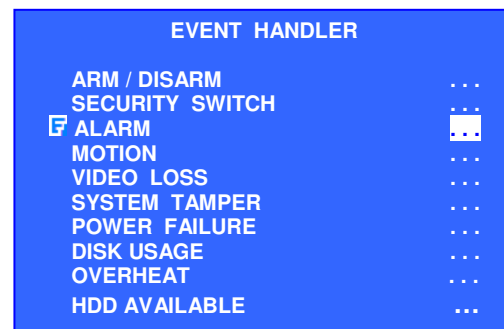 EVENT HANDLER
ARM / DISARM ...
SECURITY SWITCH ...
F ALARM ...
MOTION ...
VIDEO LOSS ...
SYSTEM TAMPER ...
POWER FAILURE ...
DISK USAGE ...
OVERHEAT ...
HDD AVAILABLE ...